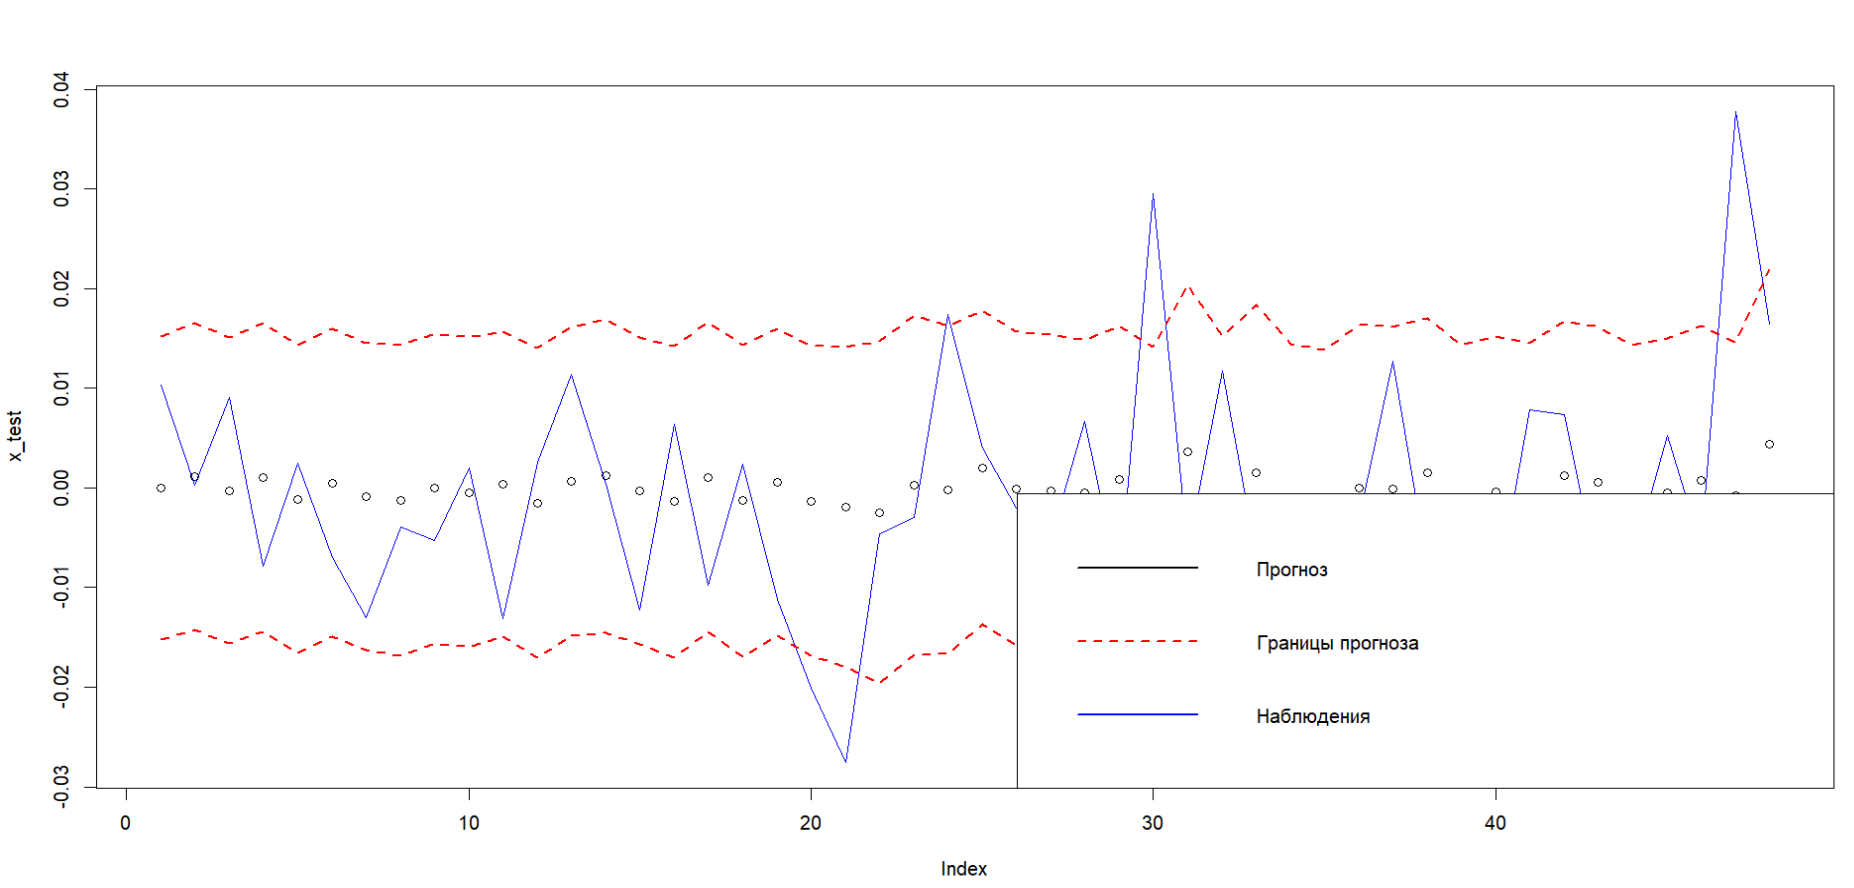 0.04
0.03
0.02
0.01
0.00
-0.01
-0.02
-0.03
x_test
Прогноз
Границы прогноза
Наблюдения
0 10 20 30 40
Index